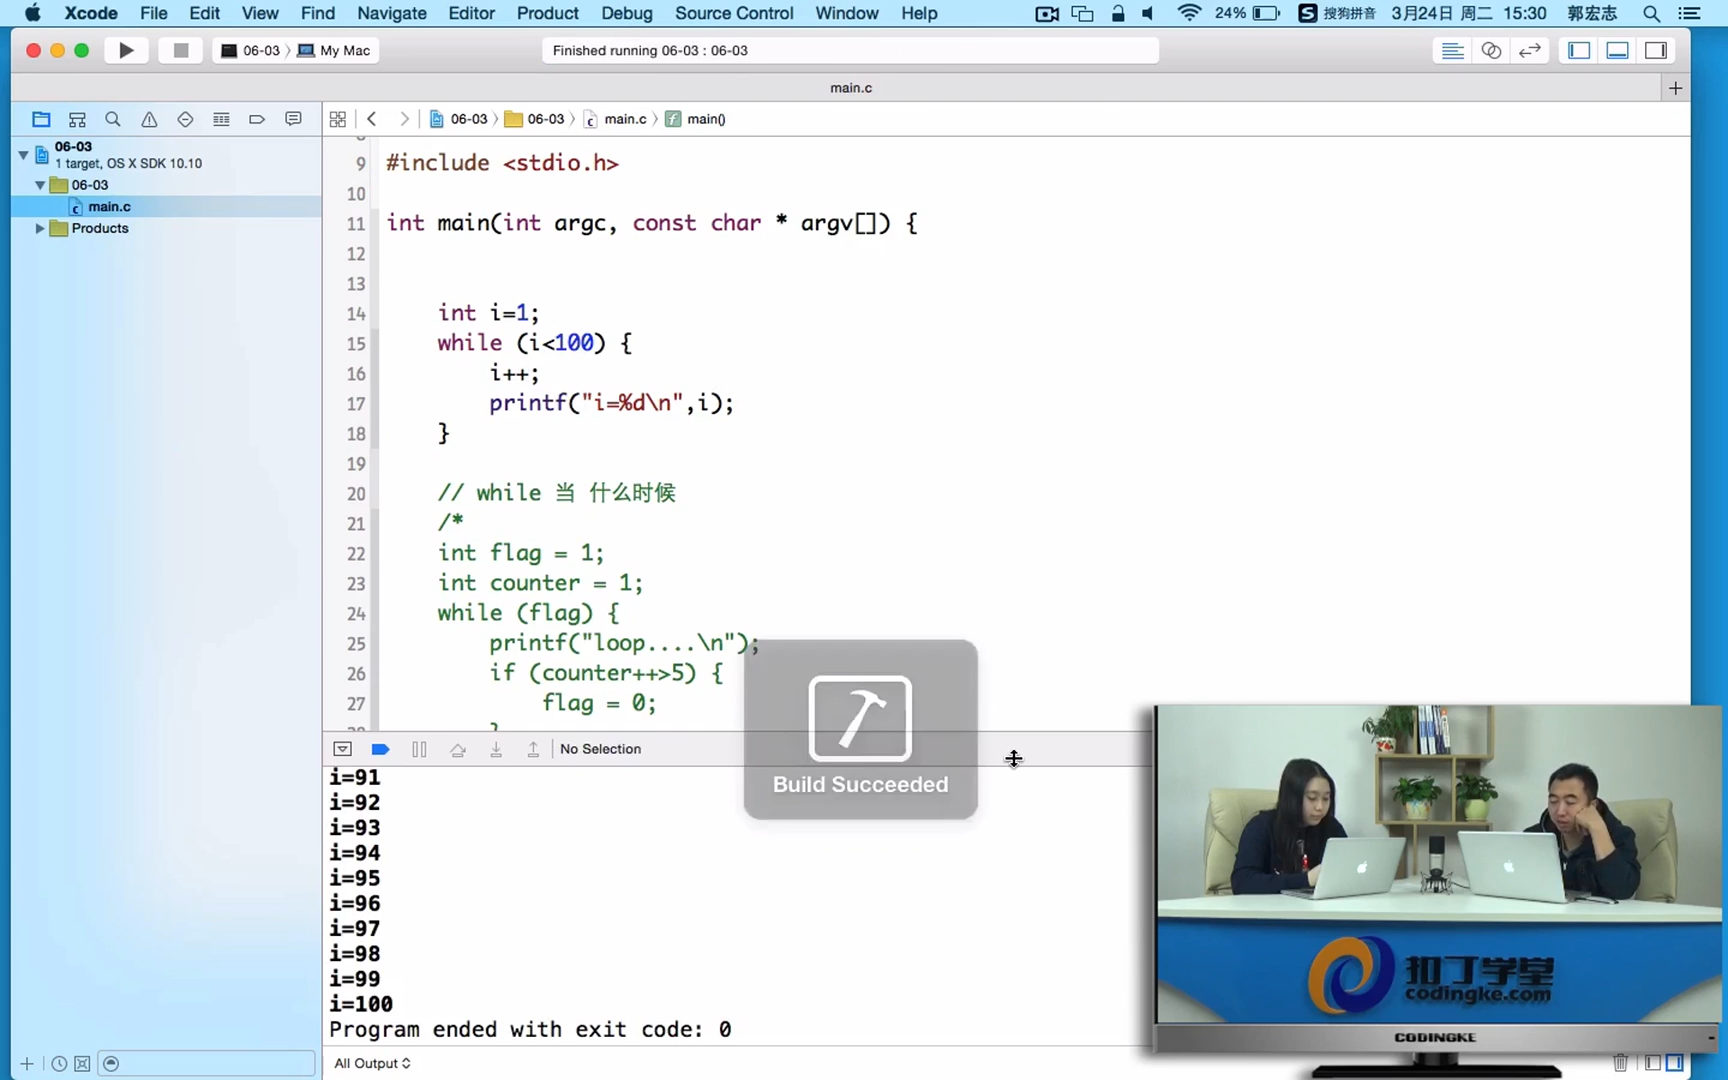 Xcode File Edit View Find Navigate Editor Product Debug Source Control Window Help 24% S 搜狗拼音 3月24日 周二 15:30 郭宏志
06-03 My Mac
Finished running 06-03 : 06-03
main.c
06-03
1 target, OS X SDK 10.10
06-03
main.c
Products
06-03 06-03 main.c main()
9 #include <stdio.h>
10
11 int main(int argc, const char * argv[]) {
12
13
14 int i=1;
15 while (i<100) {
16 i++;
17 printf("i=%d\n",i);
18 }
19
20 // while 当 什么时候
21 /*
22 int flag = 1;
23 int counter = 1;
24 while (flag) {
25 printf("loop....\n");
26 if (counter++>5) {
27 flag = 0;
Build Succeeded
No Selection
i=91
i=92
i=93
i=94
i=95
i=96
i=97
i=98
i=99
i=100
Program ended with exit code: 0
All Output
扣丁学堂
codingke.com
CODINGKE